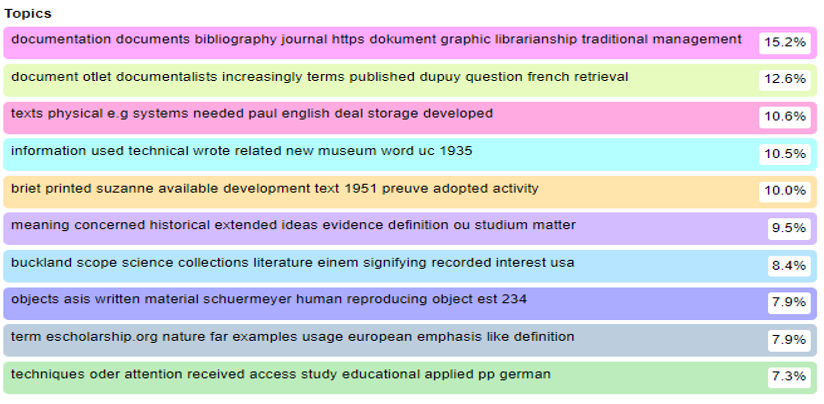 Topics
documentation documents bibliography journal https dokument graphic librarianship traditional management 15.2%
document otlet documentalists increasingly terms published dupuy question french retrieval 12.6%
texts physical e.g systems needed paul english deal storage developed 10.6%
information used technical wrote related new museum word uc 1935 10.5%
briet printed suzanne available development text 1951 preuve adopted activity 10.0%
meaning concerned historical extended ideas evidence definition ou studium matter 9.5%
buckland scope science collections literature einem signifying recorded interest usa 8.4%
objects asis written material schuermeyer human reproducing object est 234 7.9%
term escholarship.org nature far examples usage european emphasis like definition 7.9%
techniques oder attention received access study educational applied pp german 7.3%